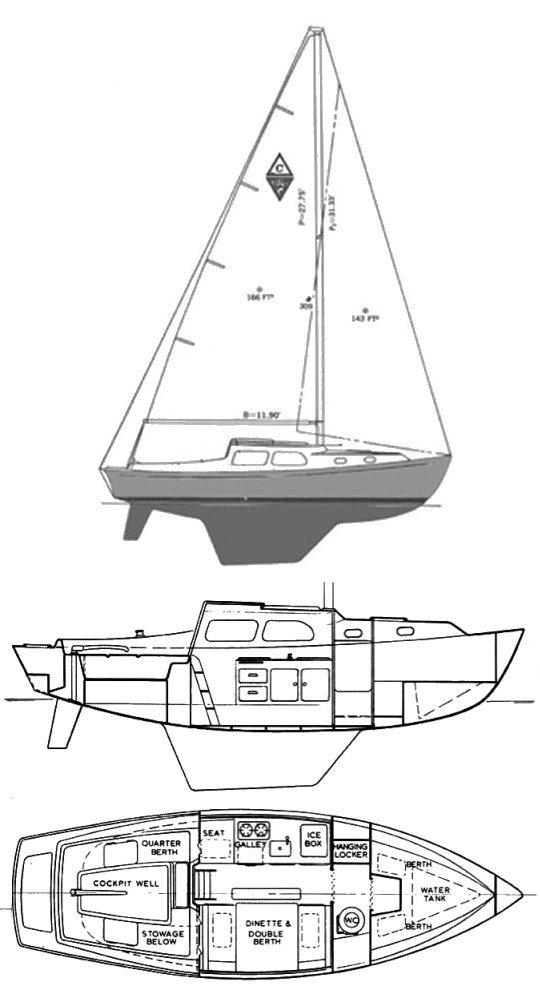 C
P=27.75'
P₂=31.33'
166 FT²
309
143 FT²
B=11.90'
QUARTER
BERTH
COCKPIT WELL
STOWAGE
BELOW
SEAT
GALLEY
ICE
BOX
HANGING
LOCKER
DINETTE &
DOUBLE
BERTH
WC
BERTH
WATER
TANK
BERTH